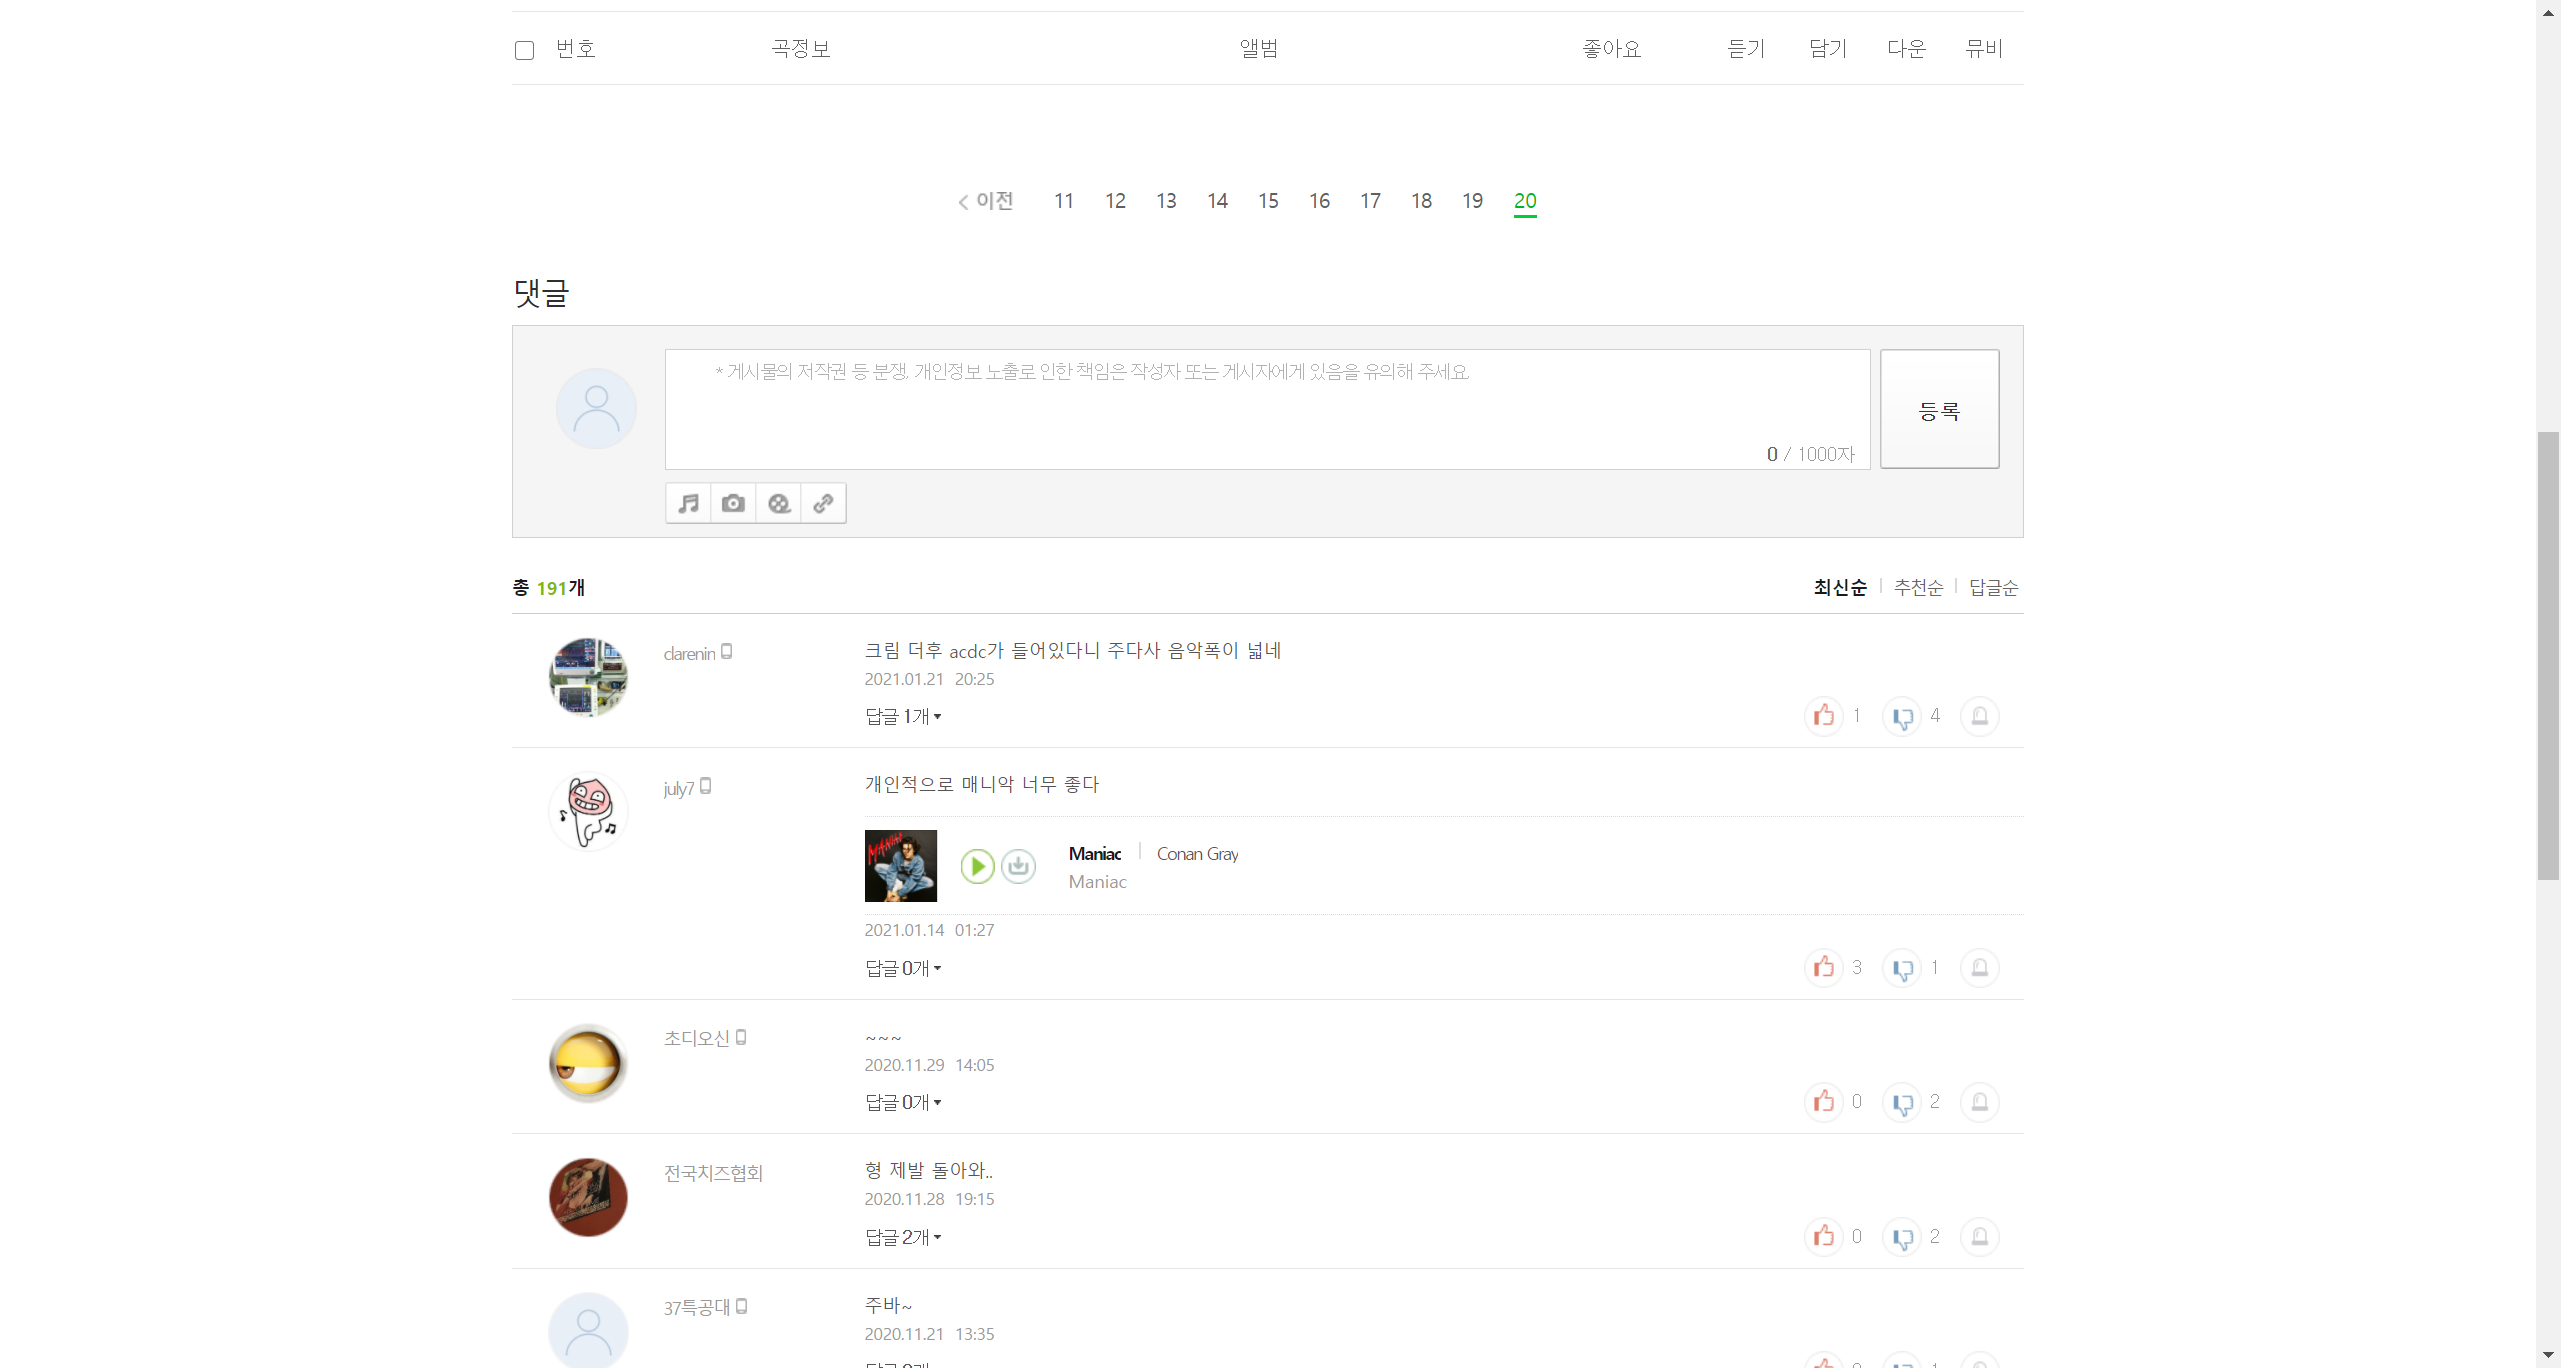 번호 곡정보 앨범 좋아요 듣기 담기 다운 뮤비
이전 11 12 13 14 15 16 17 18 19 20
댓글
* 게시물의 저작권 등 분쟁, 개인정보 노출로 인한 책임은 작성자 또는 게시자에게 있음을 유의해 주세요.
등록
0 / 1000자
총 191개 최신순 추천순 답글순
clarenin 크림 더후 acdc가 들어있다니 주다사 음악폭이 넓네
2021.01.21 20:25
답글 1개 1 4
july7 개인적으로 매니악 너무 좋다
MANIAC
Maniac Conan Gray
Maniac
2021.01.14 01:27
답글 0개 3 1
초디오신 ~~~
2020.11.29 14:05
답글 0개 0 2
전국치즈협회 형 제발 돌아와..
2020.11.28 19:15
답글 2개 0 2
37특공대 주바~
2020.11.21 13:35